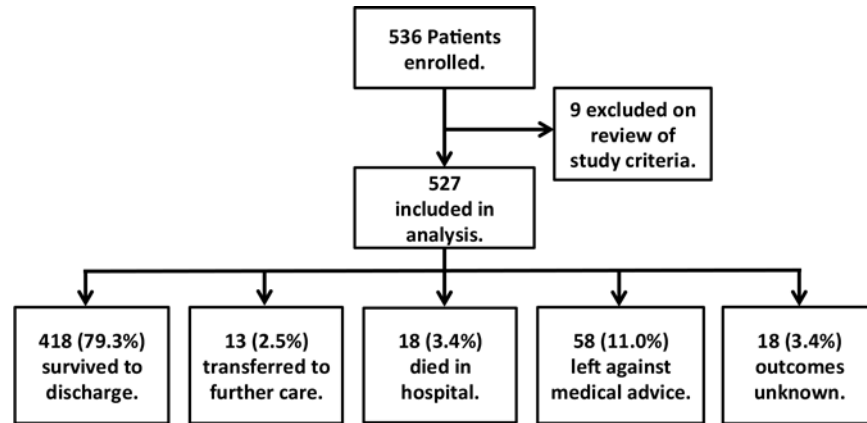 536 Patients
enrolled.
9 excluded on
review of
study criteria.
527
included in
analysis.
418 (79.3%)
survived to
discharge.
13 (2.5%)
transferred to
further care.
18 (3.4%)
died in
hospital.
58 (11.0%)
left against
medical advice.
18 (3.4%)
outcomes
unknown.